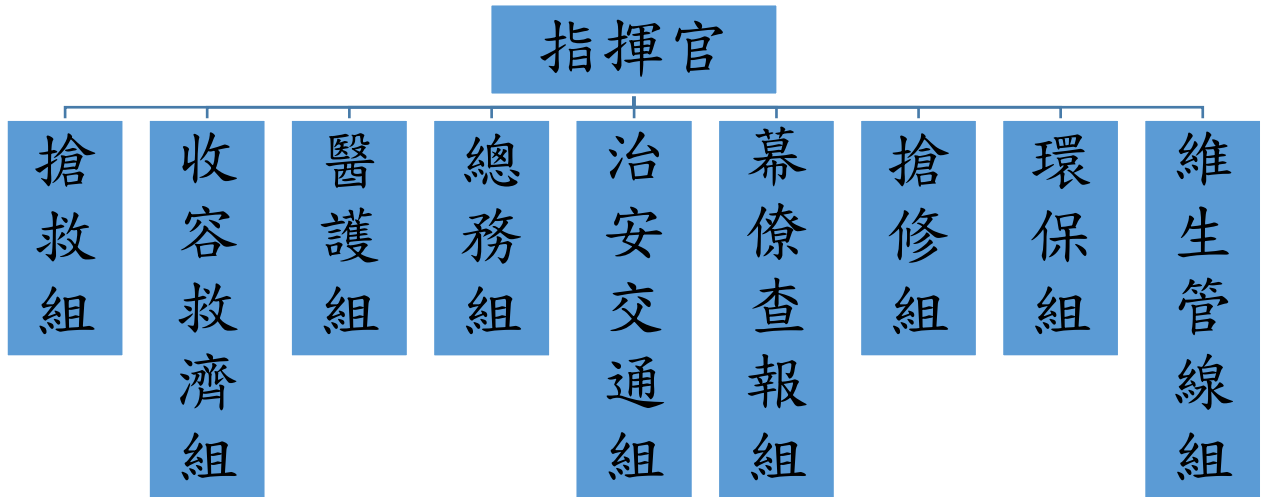 指揮官
搶救組
收容救濟組
醫護組
總務組
治安交通組
幕僚查報組
搶修組
環保組
維生管線組